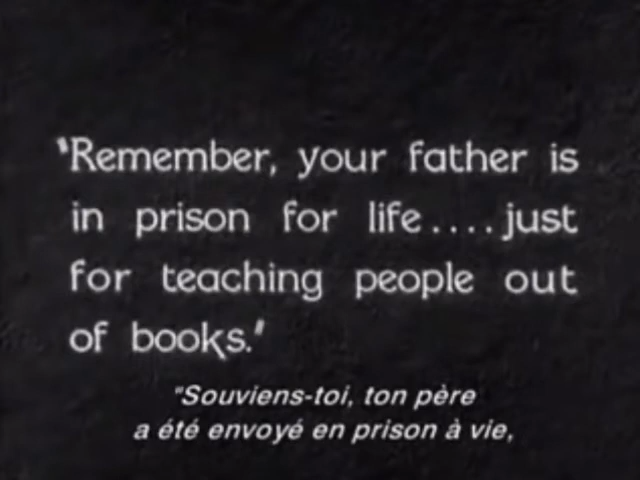 'Remember, your father is
in prison for life....just
for teaching people out
of books.'
"Souviens-toi, ton père
a été envoyé en prison à vie,